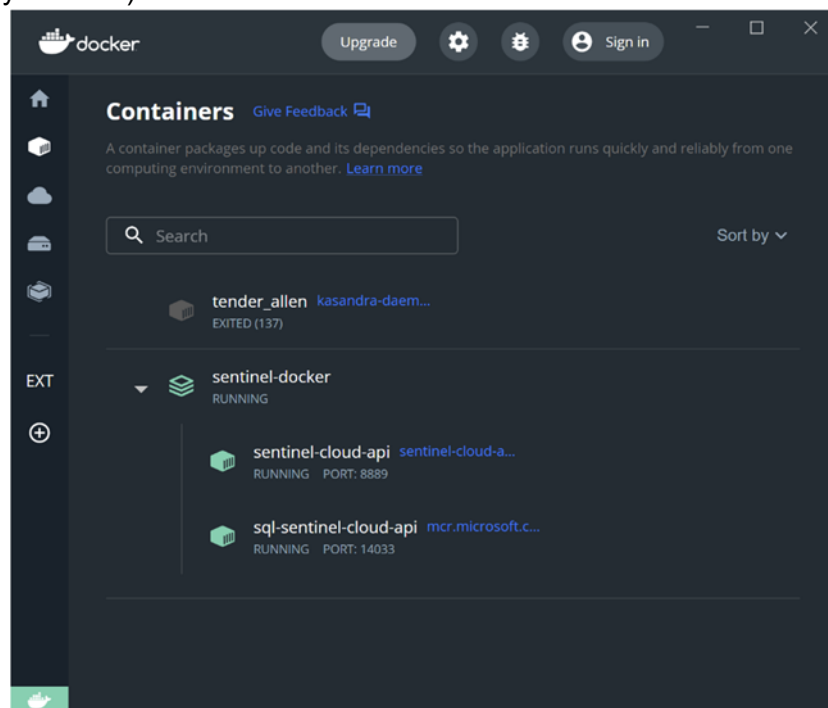 docker
Upgrade
Sign in
Containers Give Feedback
A container packages up code and its dependencies so the application runs quickly and reliably from one
computing environment to another. Learn more
Search
Sort by
tender_allen kasandra-daem...
EXITED (137)
EXT
sentinel-docker
RUNNING
sentinel-cloud-api sentinel-cloud-a...
RUNNING PORT: 8889
sql-sentinel-cloud-api mcr.microsoft.c...
RUNNING PORT: 14033